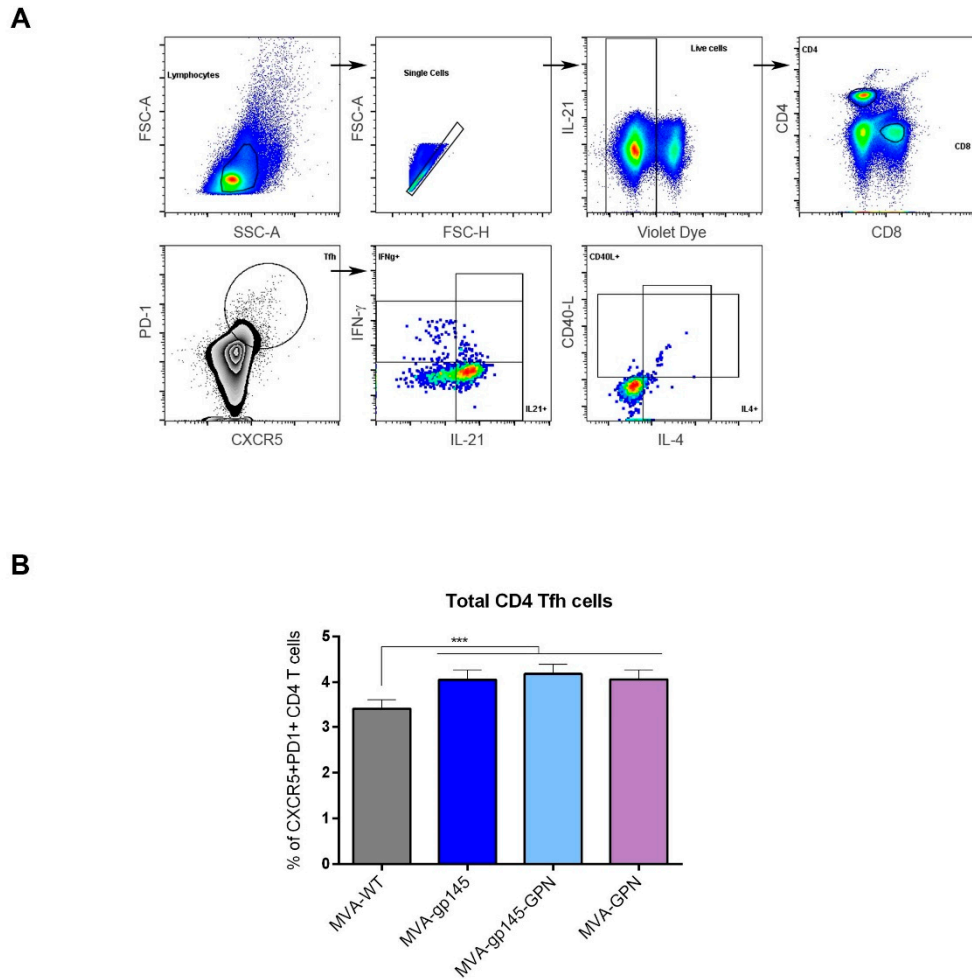 A
Lymphocytes
FSC-A
SSC-A
Single Cells
FSC-A
FSC-H
Live cells
IL-21
Violet Dye
CD4
CD4
CD8
CD8
Tfh
PD-1
CXCR5
IFNg+
IFN-γ
IL21+
IL-21
CD40L+
CD40-L
IL4+
IL-4
B
Total CD4 Tfh cells
% of CXCR5+PD1+ CD4 T cells
5
4
3
2
1
0
***
MVA-WT
MVA-gp145
MVA-gp145-GPN
MVA-GPN